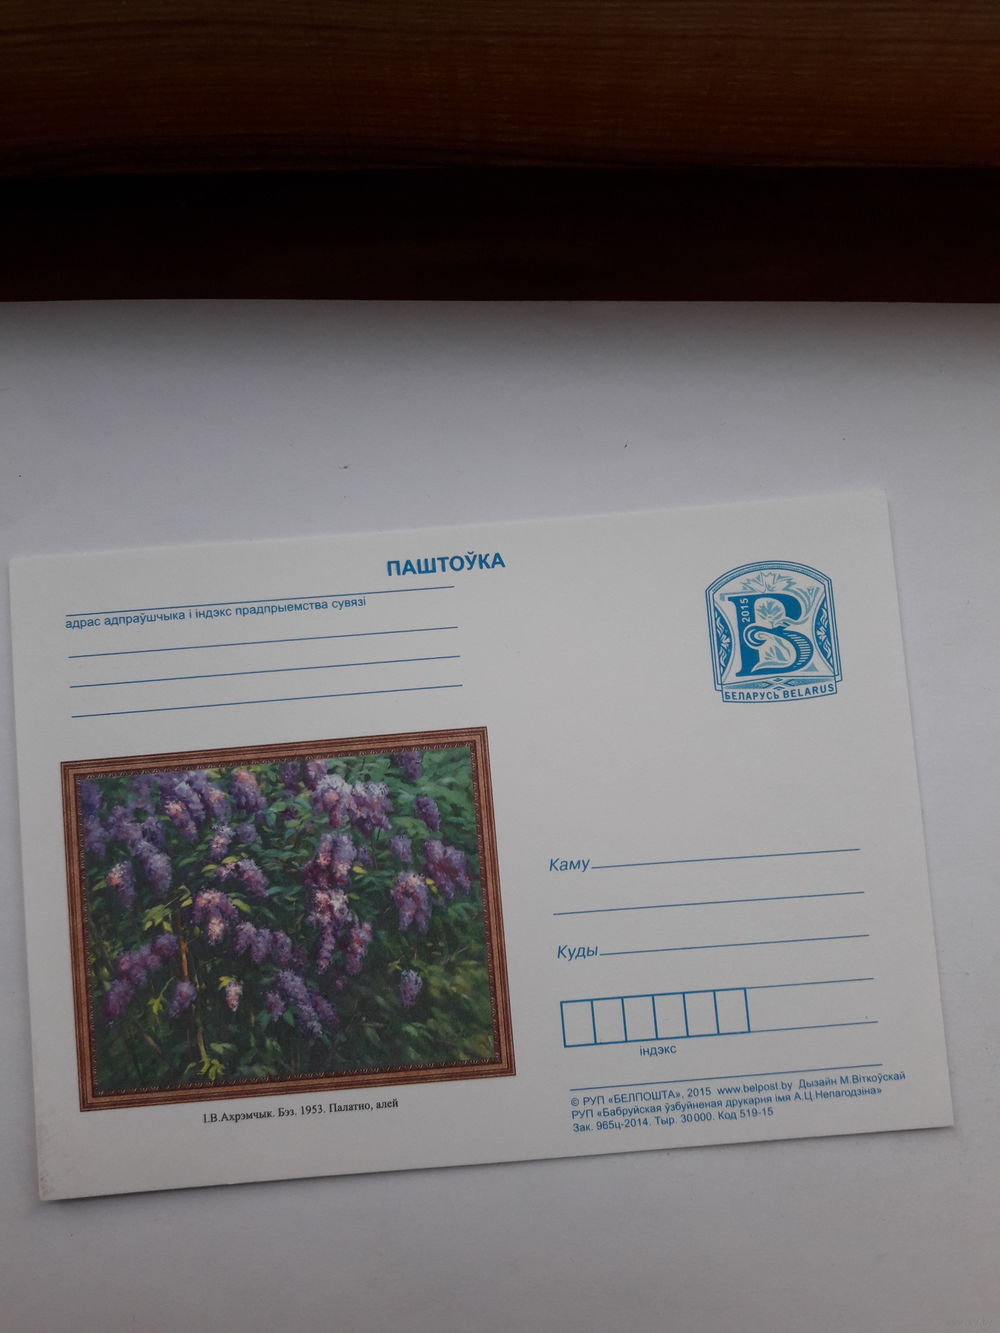 ПАШТОЎКА
адрас адпраўшчыка і індэкс прадпрыемства сувязі
2015
Б
БЕЛАРУСЬ BELARUS
Каму
Куды
індэкс
І.В.Ахрэмчык. Бэз. 1953. Палатно, алей
© РУП «БЕЛПОШТА», 2015 www.belpost.by Дызайн М.Віткоўскай
РУП «Бабруйская ўзбуйненая друкарня імя А.Ц.Непагодзіна»
Зак. 965ц-2014. Тыр. 30000. Код 519-15